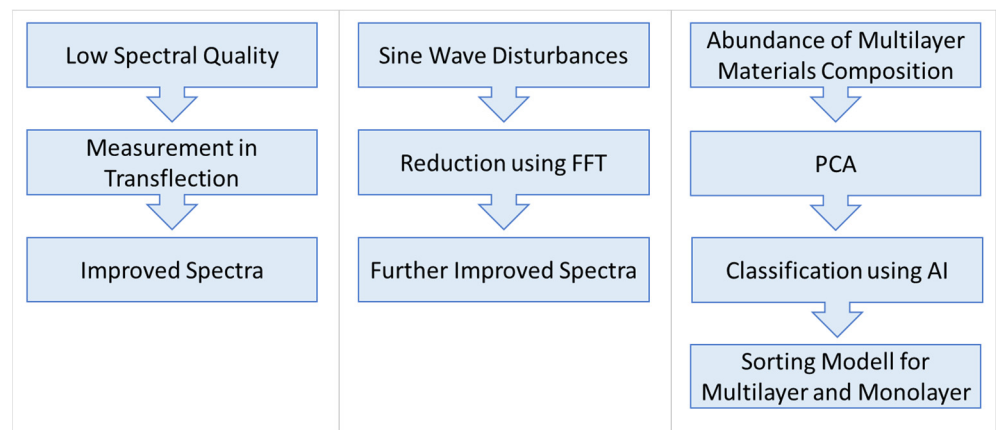 Low Spectral Quality
Measurement in
Transflection
Improved Spectra
Sine Wave Disturbances
Reduction using FFT
Further Improved Spectra
Abundance of Multilayer
Materials Composition
PCA
Classification using AI
Sorting Modell for
Multilayer and Monolayer